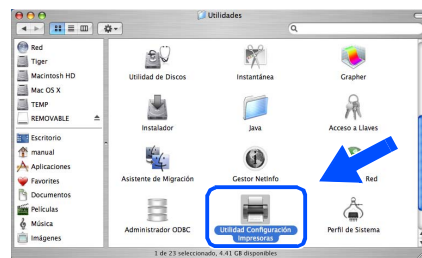 Utilidades
Red
Tiger
Macintosh HD
Mac OS X
TEMP
REMOVABLE
Escritorio
manual
Aplicaciones
Favorites
Documentos
Películas
Música
Imágenes
Utilidad de Discos
Instantánea
Grapher
Instalador
Java
Acceso a Llaves
Asistente de Migración
Gestor NetInfo
Red
Administrador ODBC
Utilidad Configuración
Impresoras
Perfil de Sistema
1 de 23 seleccionado, 4.41 GB disponibles